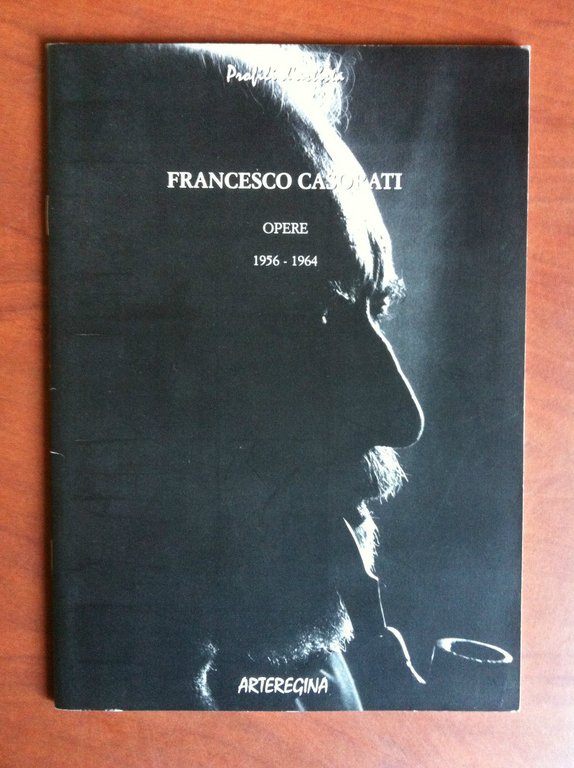 Profili d'artista
FRANCESCO CASORATI
OPERE
1956 - 1964
ARTEREGINA